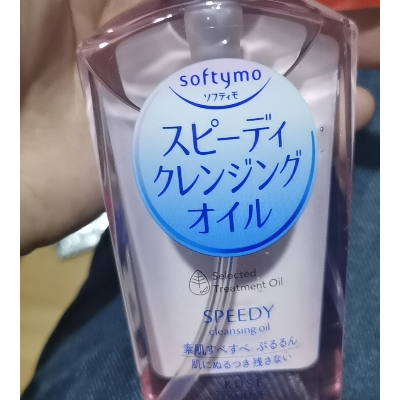 softymo
ソフティモ
スピーディ
クレンジング
オイル
Selected
Treatment Oil
SPEEDY
cleansing oil
素肌すべすべ ぷるるん
肌にぬるつき残さない
KOSÉ